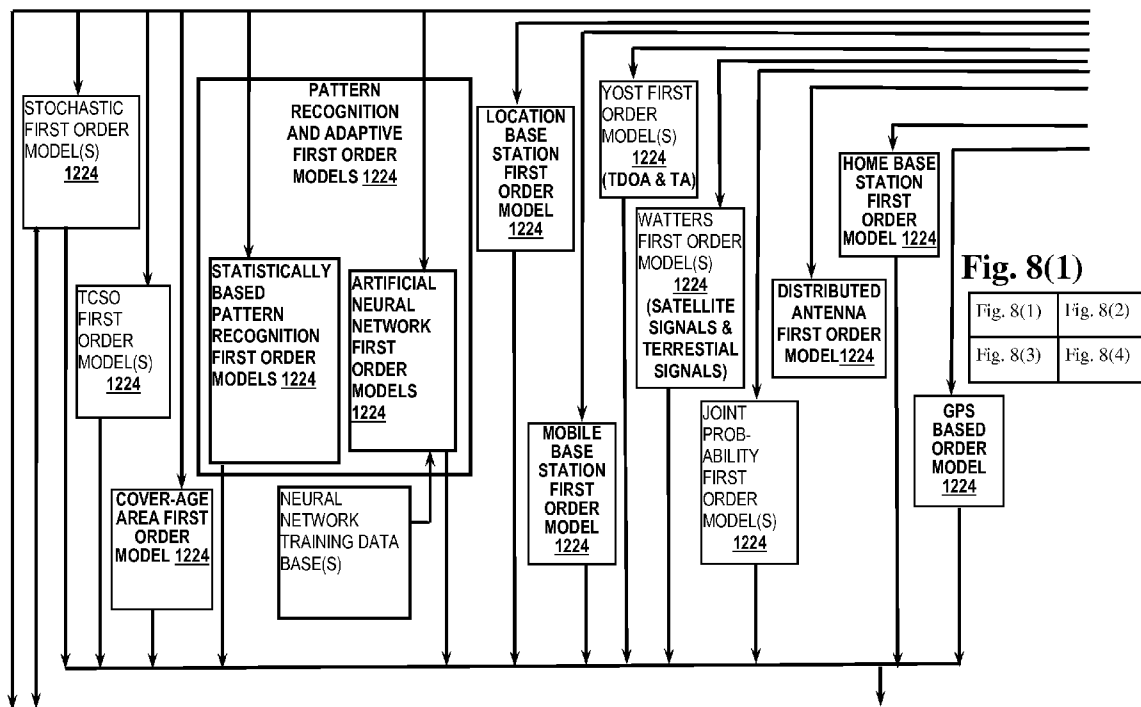 STOCHASTIC
FIRST ORDER
MODEL(S)
1224
TCSO
FIRST
ORDER
MODEL(S)
1224
COVER-AGE
AREA FIRST
ORDER
MODEL 1224
PATTERN
RECOGNITION
AND ADAPTIVE
FIRST ORDER
MODELS 1224
STATISTICALLY
BASED
PATTERN
RECOGNITION
FIRST ORDER
MODELS 1224
ARTIFICIAL
NEURAL
NETWORK
FIRST
ORDER
MODELS
1224
NEURAL
NETWORK
TRAINING DATA
BASE(S)
LOCATION
BASE
STATION
FIRST
ORDER
MODEL
1224
MOBILE
BASE
STATION
FIRST
ORDER
MODEL
1224
YOST FIRST
ORDER
MODEL(S)
1224
(TDOA & TA)
WATTERS
FIRST ORDER
MODEL(S)
1224
(SATELLITE
SIGNALS &
TERRESTIAL
SIGNALS)
JOINT
PROB-
ABILITY
FIRST
ORDER
MODEL(S)
1224
DISTRIBUTED
ANTENNA
FIRST ORDER
MODEL1224
HOME BASE
STATION
FIRST
ORDER
MODEL 1224
GPS
BASED
ORDER
MODEL
1224
Fig. 8(1)
Fig. 8(1) Fig. 8(2)
Fig. 8(3) Fig. 8(4)